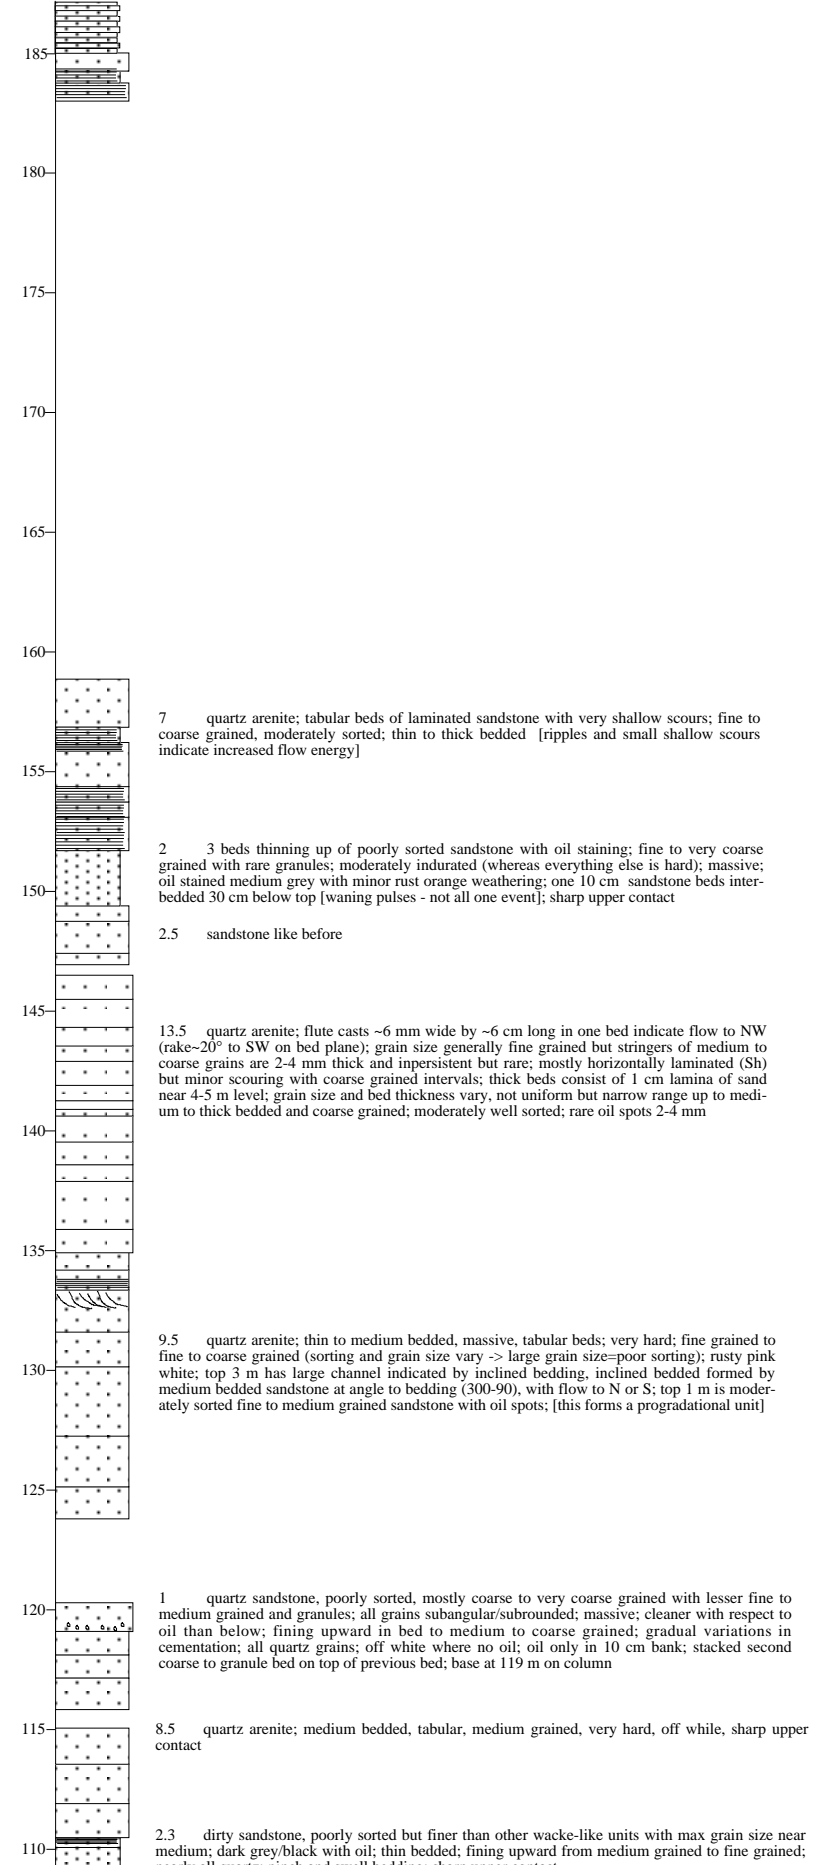 185
180
175
170
165
160
7 quartz arenite; tabular beds of laminated sandstone with very shallow scours; fine to
coarse grained, moderately sorted; thin to thick bedded [ripples and small shallow scours
indicate increased flow energy]
155
2 3 beds thinning up of poorly sorted sandstone with oil staining; fine to very coarse
grained with rare granules; moderately indurated (whereas everything else is hard); massive;
oil stained medium grey with minor rust orange weathering; one 10 cm sandstone beds inter-
bedded 30 cm below top [waning pulses - not all one event]; sharp upper contact
150
2.5 sandstone like before
145
13.5 quartz arenite; flute casts ~6 mm wide by ~6 cm long in one bed indicate flow to NW
(rake~20° to SW on bed plane); grain size generally fine grained but stringers of medium to
coarse grains are 2-4 mm thick and inpersistent but rare; mostly horizontally laminated (Sh)
but minor scouring with coarse grained intervals; thick beds consist of 1 cm lamina of sand
near 4-5 m level; grain size and bed thickness vary, not uniform but narrow range up to medi-
um to thick bedded and coarse grained; moderately well sorted; rare oil spots 2-4 mm
140
135
9.5 quartz arenite; thin to medium bedded, massive, tabular beds; very hard; fine grained to
fine to coarse grained (sorting and grain size vary -> large grain size=poor sorting); rusty pink
white; top 3 m has large channel indicated by inclined bedding, inclined bedded formed by
medium bedded sandstone at angle to bedding (300-90), with flow to N or S; top 1 m is moder-
ately sorted fine to medium grained sandstone with oil spots; [this forms a progradational unit]
130
125
1 quartz sandstone, poorly sorted, mostly coarse to very coarse grained with lesser fine to
medium grained and granules; all grains subangular/subrounded; massive; cleaner with respect to
oil than below; fining upward in bed to medium to coarse grained; gradual variations in
cementation; all quartz grains; off white where no oil; oil only in 10 cm bank; stacked second
coarse to granule bed on top of previous bed; base at 119 m on column
120
115
8.5 quartz arenite; medium bedded, tabular, medium grained, very hard, off while, sharp upper
contact
2.3 dirty sandstone, poorly sorted but finer than other wacke-like units with max grain size near
medium; dark grey/black with oil; thin bedded; fining upward from medium grained to fine grained;
110